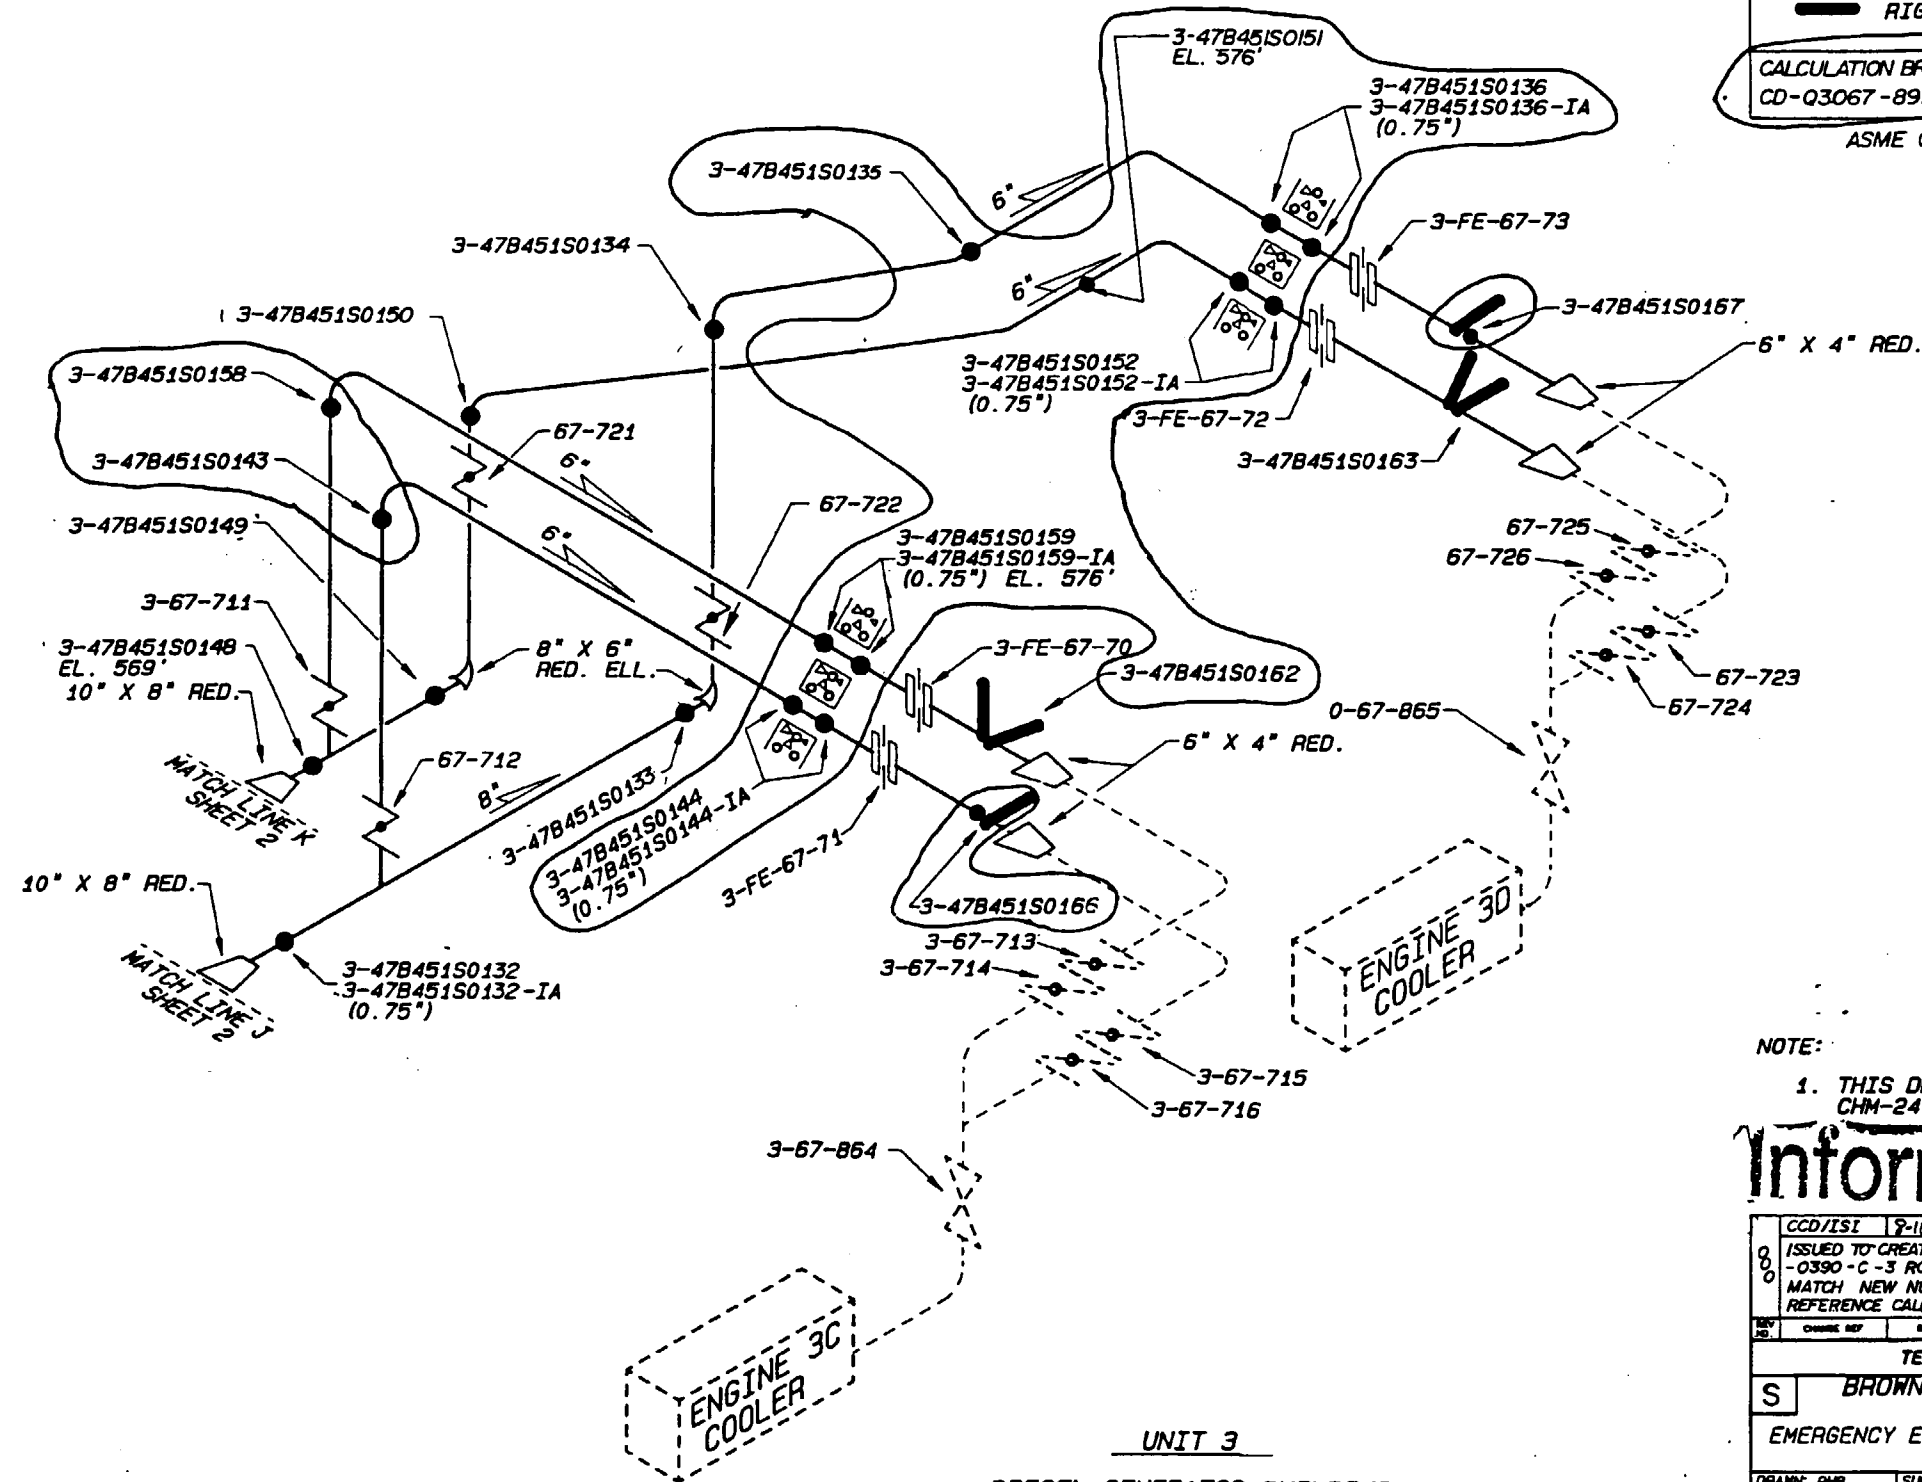 RIG
CALCULATION BR
CD-Q3067-89
ASME
3-47B451S0151
EL. 576'
3-47B451S0136
3-47B451S0136-IA
(0.75")
3-47B451S0135
6"
3-FE-67-73
3-47B451S0134
6"
3-47B451S0167
3-47B451S0150
6" X 4" RED.
3-47B451S0152
3-47B451S0152-IA
(0.75")
3-47B451S0158
3-FE-67-72
67-721
3-47B451S0163
3-47B451S0143
6"
67-722
3-47B451S0149
6"
67-725
67-726
3-47B451S0159
3-47B451S0159-IA
(0.75") EL. 576'
3-67-711
3-47B451S0148
EL. 569'
10" X 8" RED.
8" X 6"
RED. ELL.
3-FE-67-70
3-47B451S0162
67-723
67-724
0-67-865
6" X 4" RED.
MATCH LINE K
SHEET 2
67-712
8"
3-47B451S0133
3-47B451S0144
3-47B451S0144-IA
(0.75")
3-FE-67-71
10" X 8" RED.
3-47B451S0166
ENGINE 3D
COOLER
3-67-713
3-67-714
MATCH LINE J
SHEET 2
3-47B451S0132
3-47B451S0132-IA
(0.75")
NOTE:
3-67-715
3-67-716
1. THIS
CHM-24
Infor
3-67-864
CCD/ISI
ISSUED TO CREAT
-0390-C-3
MATCH NEW
REFERENCE
ENGINE 3C
COOLER
S
BROWN
UNIT 3
EMERGENCY E